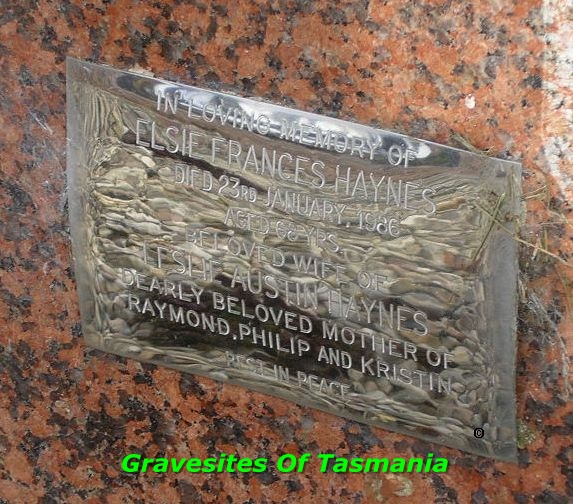 IN LOVING MEMORY OF
ELSIE FRANCES HAYNES
DIED 23RD JANUARY, 1986
AGED 68 YRS.
BELOVED WIFE OF
LESLIE AUSTIN HAYNES
DEARLY BELOVED MOTHER OF
RAYMOND, PHILIP AND KRISTIN
REST IN PEACE
©
Gravesites Of Tasmania